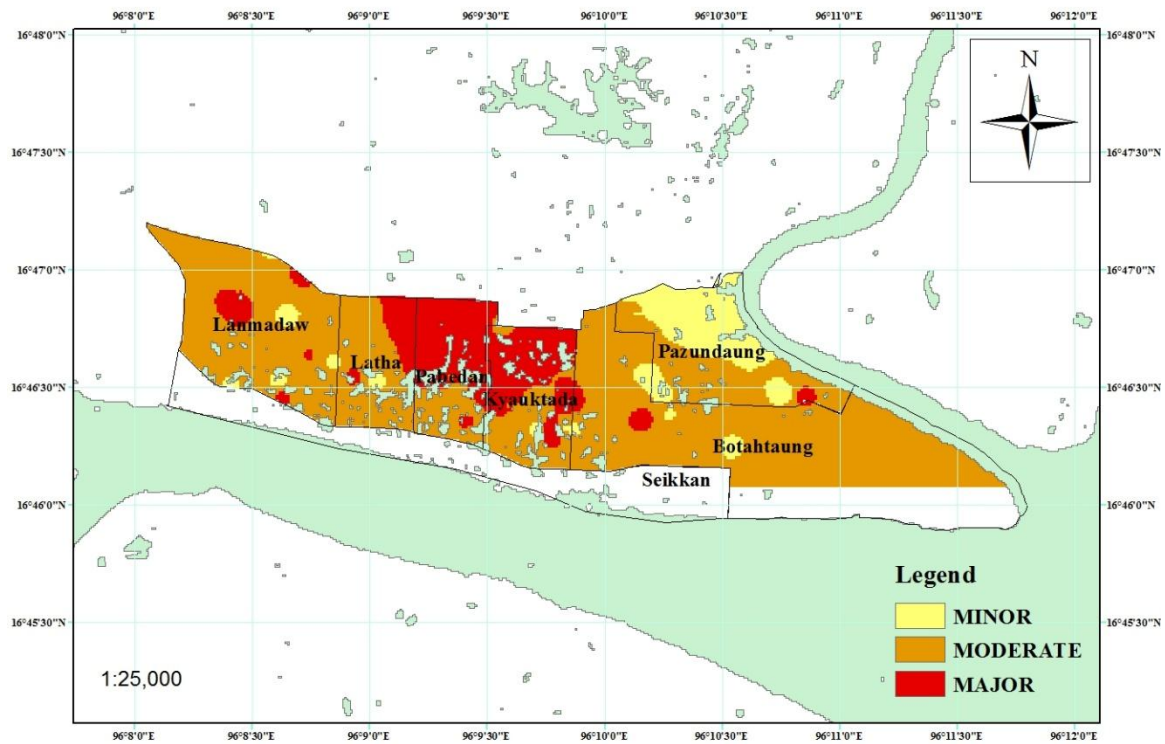 96°8'0"E 96°8'30"E 96°9'0"E 96°9'30"E 96°10'0"E 96°10'30"E 96°11'0"E 96°11'30"E 96°12'0"E
16°48'0"N 16°48'0"N
N
16°47'30"N 16°47'30"N
16°47'0"N 16°47'0"N
Lanmadaw
Pazundaung
Latha
Pabedan
16°46'30"N 16°46'30"N
Kyauktada
Botahtaung
Seikkan
16°46'0"N 16°46'0"N
Legend
MINOR
16°45'30"N 16°45'30"N
MODERATE
1:25,000
MAJOR
96°8'0"E 96°8'30"E 96°9'0"E 96°9'30"E 96°10'0"E 96°10'30"E 96°11'0"E 96°11'30"E 96°12'0"E